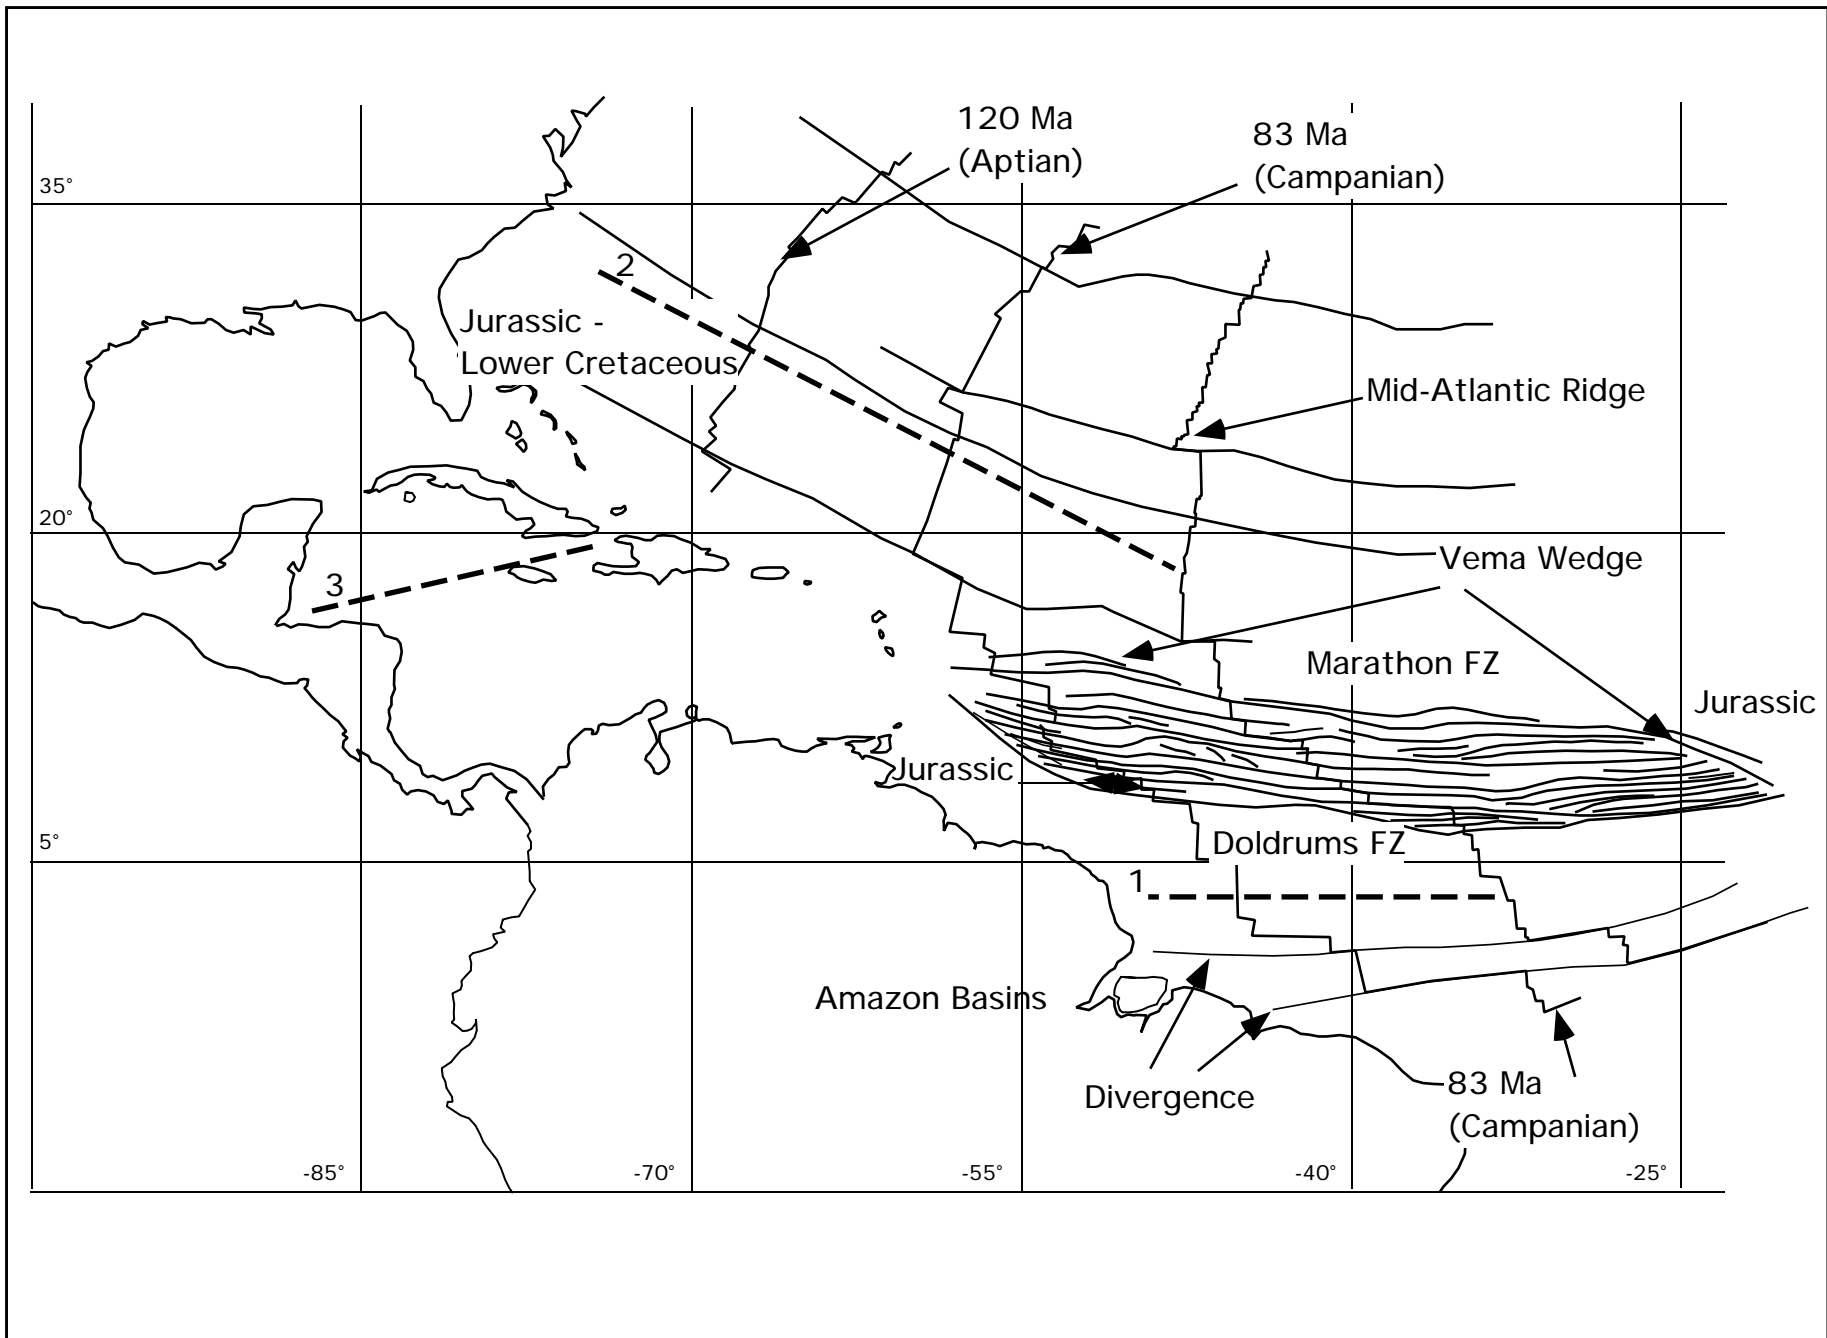 120 Ma
(Aptian)
83 Ma
(Campanian)
35°
2
Jurassic -
Lower Cretaceous
Mid-Atlantic Ridge
20°
Vema Wedge
3
Marathon FZ
Jurassic
Jurassic
5°
Doldrums FZ
1
Amazon Basins
Divergence
83 Ma
(Campanian)
-85°
-70°
-55°
-40°
-25°